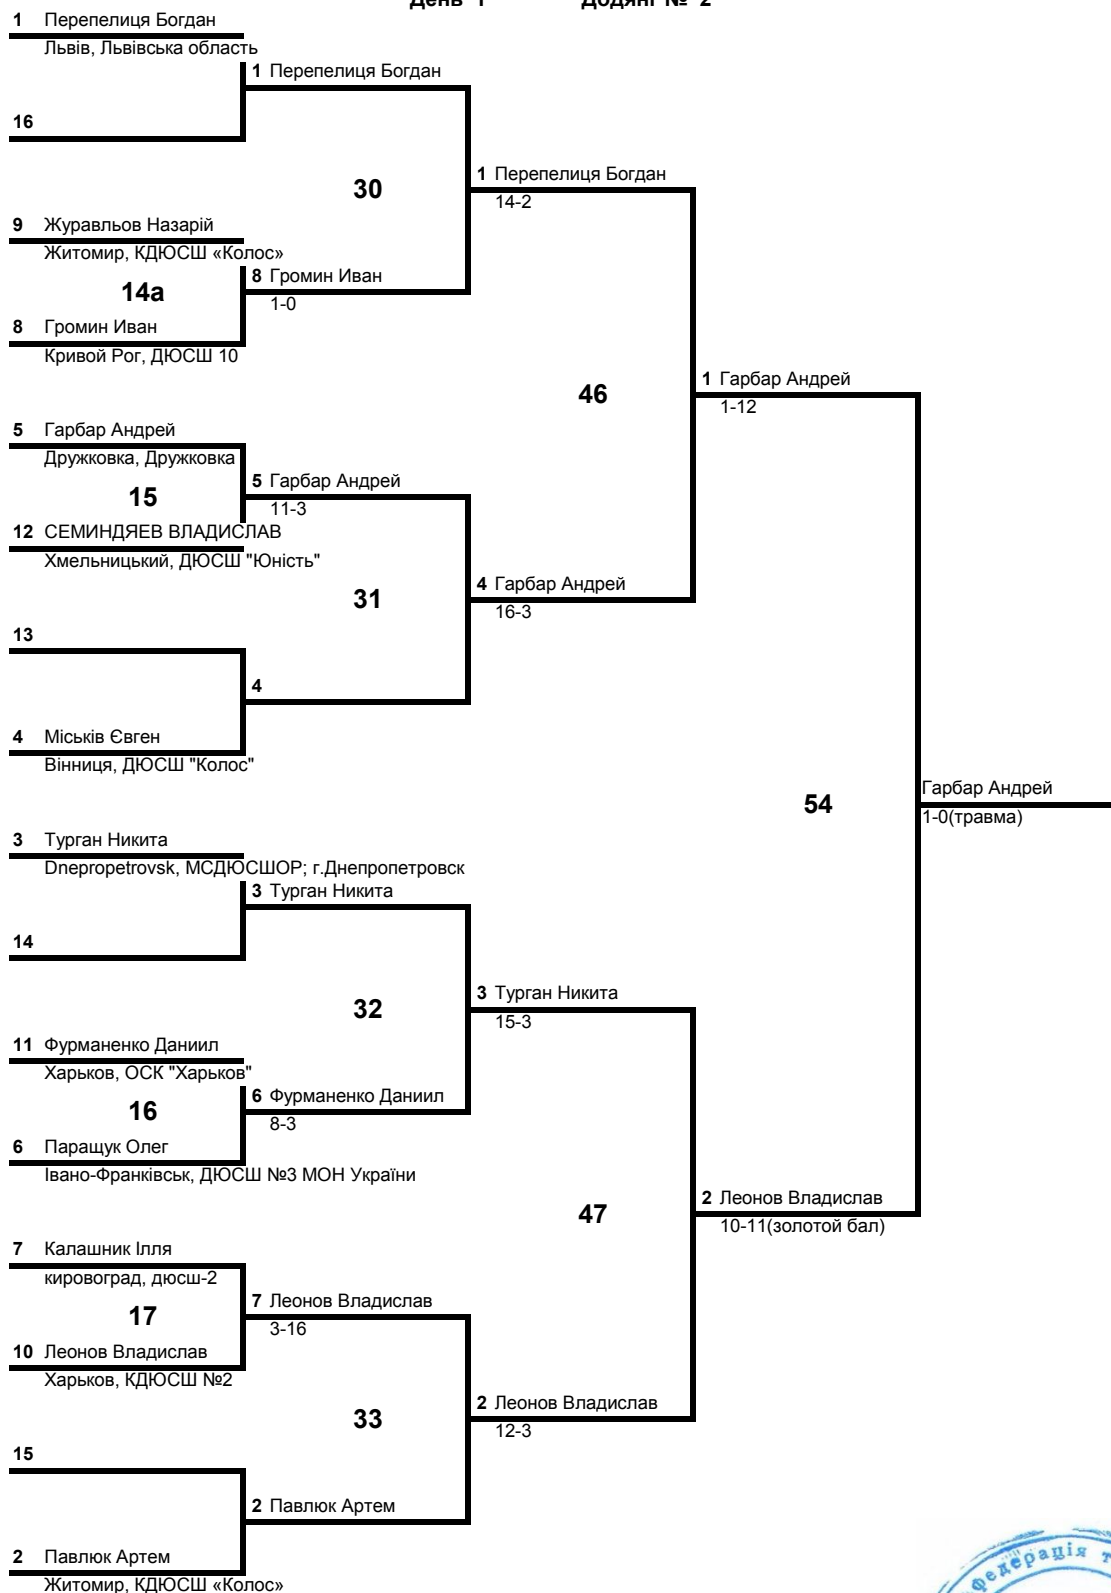 День 1 Додянг № 2
1 Перепелиця Богдан
Львів, Львівська область
1 Перепелиця Богдан
16
30
1 Перепелиця Богдан
14-2
9 Журавльов Назарій
Житомир, КДЮСШ «Колос»
14а
8 Громин Иван
1-0
8 Громин Иван
Кривой Рог, ДЮСШ 10
46
1 Гарбар Андрей
1-12
5 Гарбар Андрей
Дружковка, Дружковка
15
5 Гарбар Андрей
11-3
12 СЕМИНДЯЕВ ВЛАДИСЛАВ
Хмельницький, ДЮСШ "Юність"
31
4 Гарбар Андрей
16-3
13
4
4 Міськів Євген
Вінниця, ДЮСШ "Колос"
54
Гарбар Андрей
1-0(травма)
3 Турган Никита
Dnepropetrovsk, МСДЮСШОР; г.Днепропетровск
3 Турган Никита
14
32
3 Турган Никита
15-3
11 Фурманенко Даниил
Харьков, ОСК "Харьков"
16
6 Фурманенко Даниил
8-3
6 Паращук Олег
Івано-Франківськ, ДЮСШ №3 МОН України
47
2 Леонов Владислав
10-11(золотой бал)
7 Калашник Ілля
кировоград, дюсш-2
17
7 Леонов Владислав
3-16
10 Леонов Владислав
Харьков, КДЮСШ №2
33
2 Леонов Владислав
12-3
15
2 Павлюк Артем
2 Павлюк Артем
Житомир, КДЮСШ «Колос»
федерація